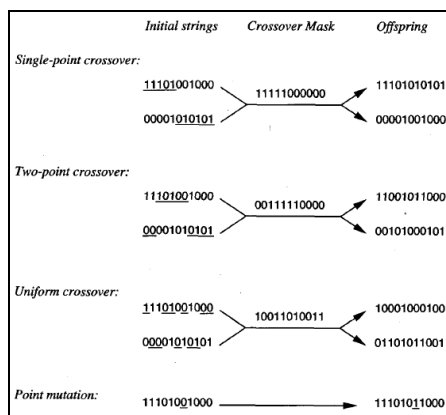 Initial strings Crossover Mask Offspring
Single-point crossover:
11101001000 11111000000 11101010101
00001010101 00001001000
Two-point crossover:
11101001000 00111110000 11001011000
00001010101 00101000101
Uniform crossover:
11101001000 10011010011 10001000100
00001010101 01101011001
Point mutation: 11101001000 11101011000